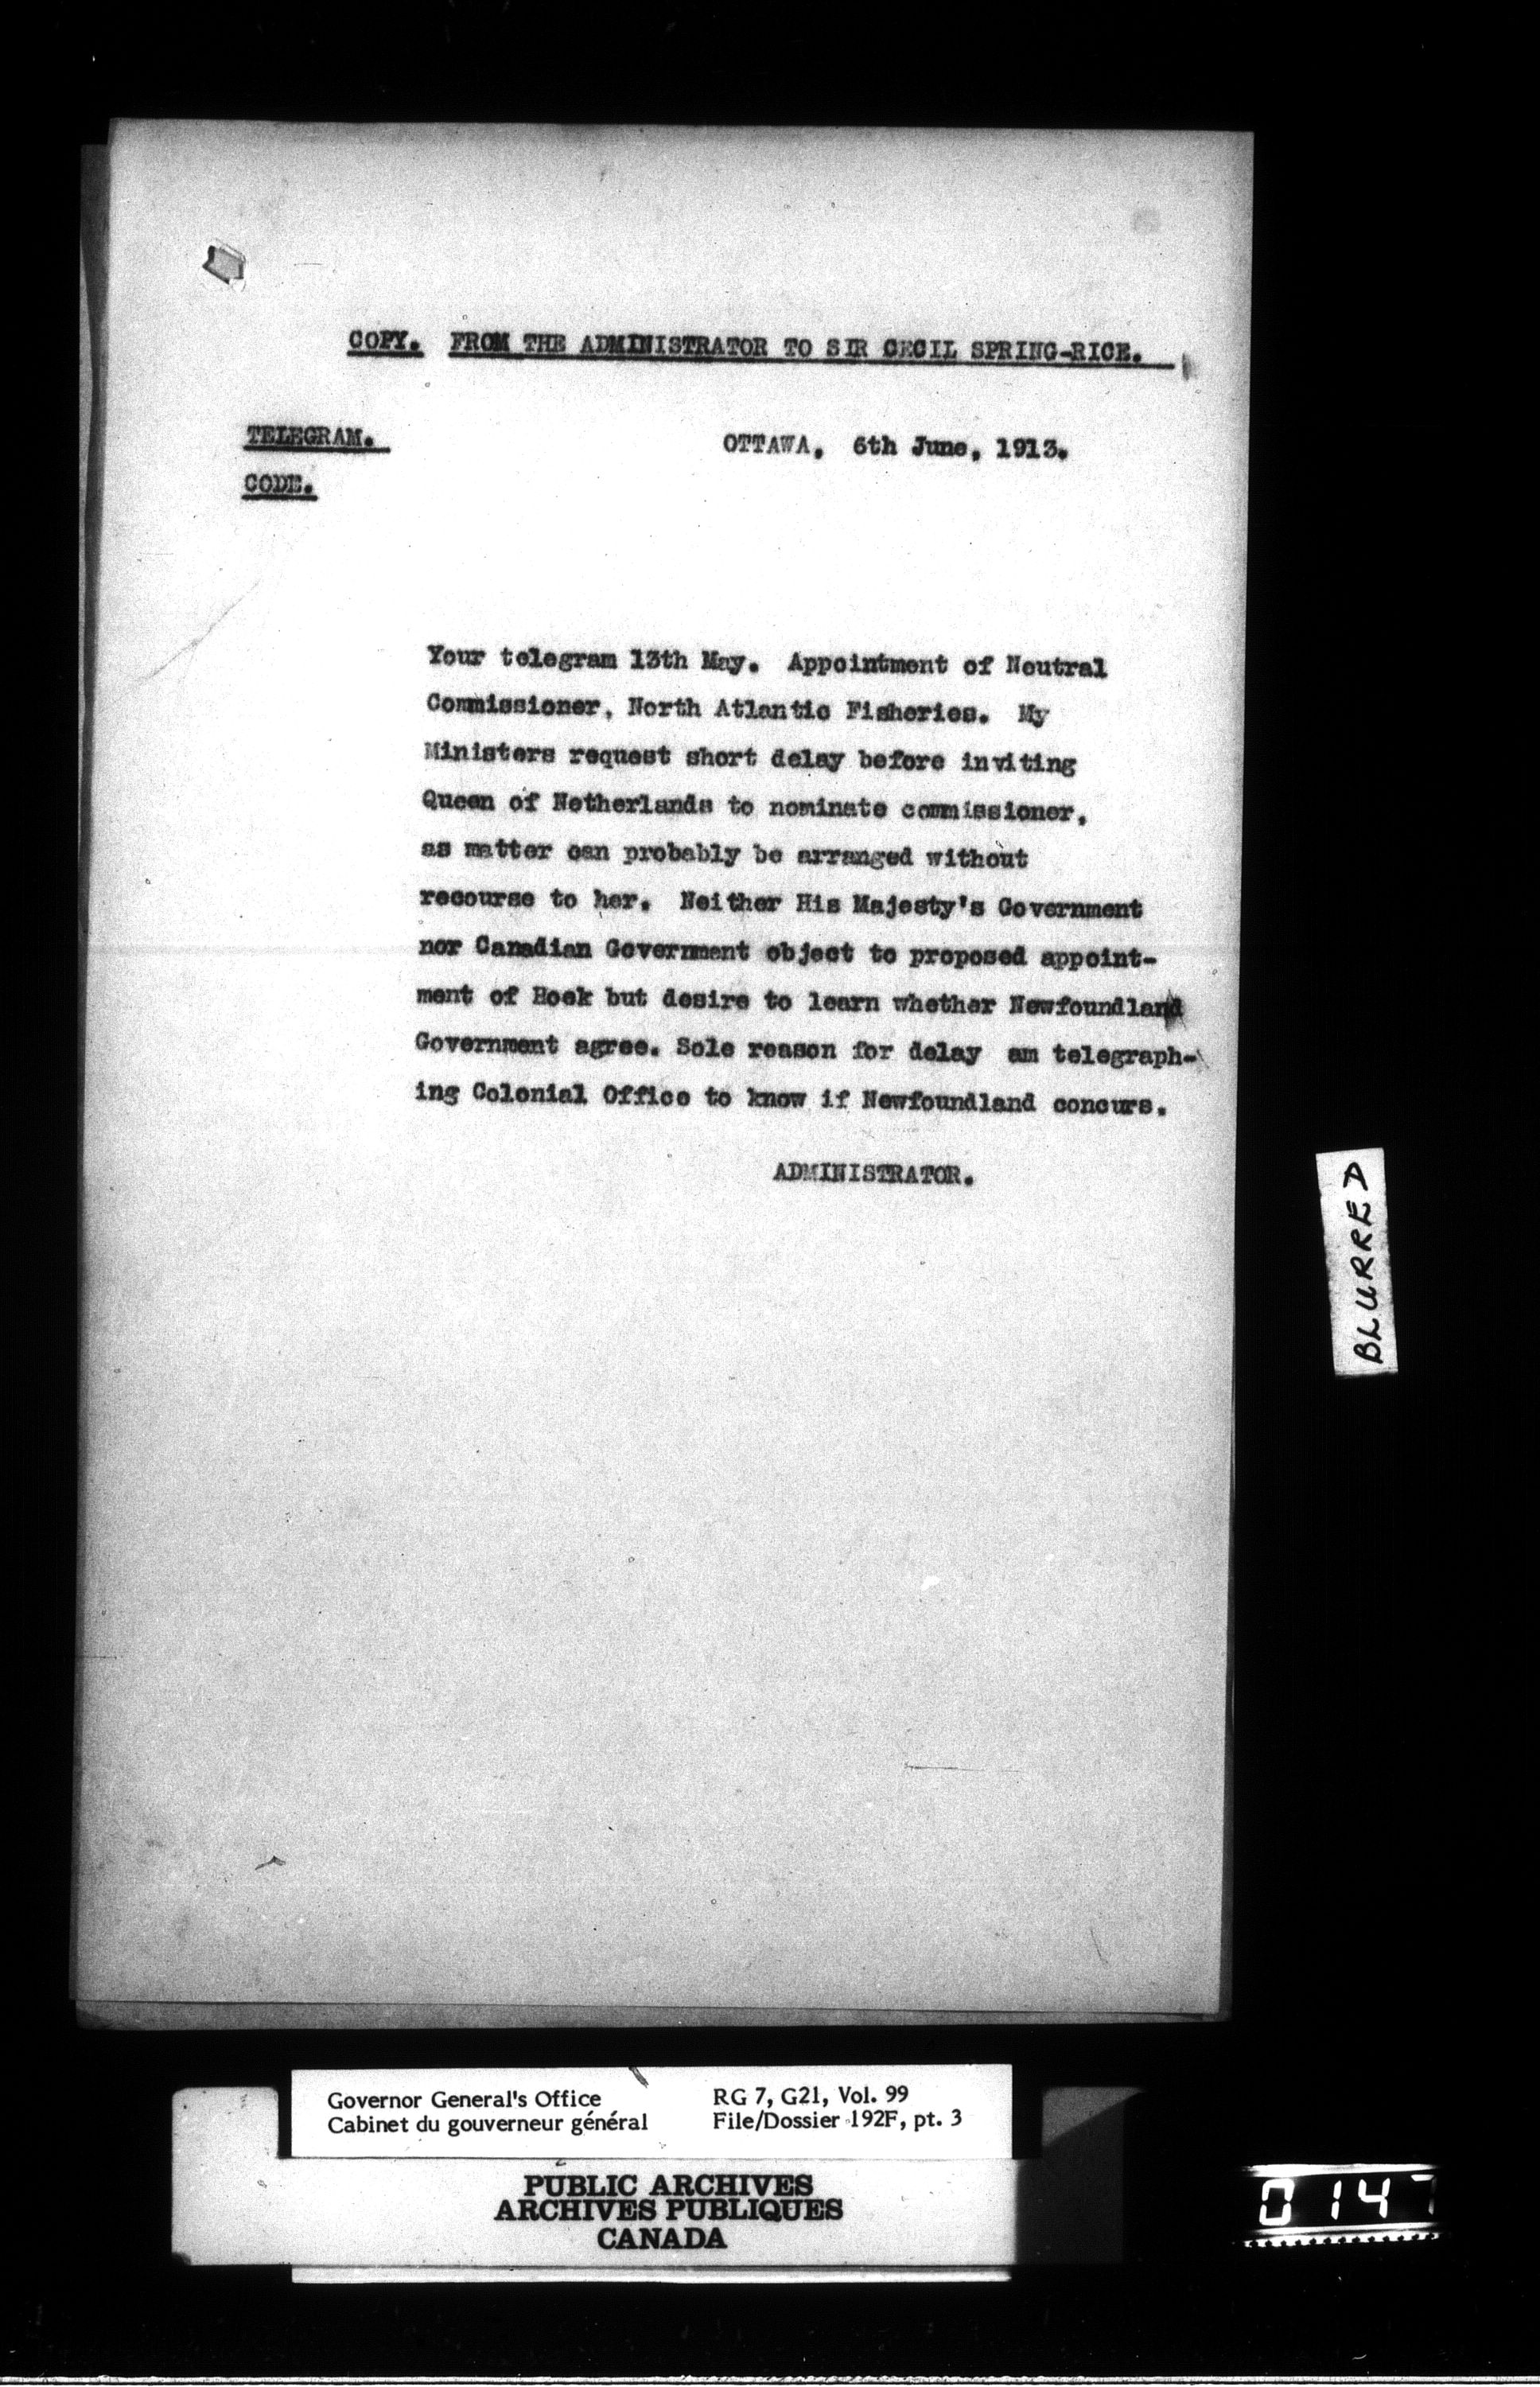 COPY. FROM THE ADMINISTRATOR TO SIR CECIL SPRING-RICE.
TELEGRAM.
OTTAWA, 6th June, 1913.
CODE.
Your telegram 13th May. Appointment of Neutral
Commissioner, North Atlantic Fisheries. My
Ministers request short delay before inviting
Queen of Netherlands to nominate commissioner,
as matter can probably be arranged without
recourse to her. Neither His Majesty's Government
nor Canadian Government object to proposed appoint-
ment of Hoek but desire to learn whether Newfoundland
Government agree. Sole reason for delay am telegraph-
ing Colonial Office to know if Newfoundland concurs.
ADMINISTRATOR.
BLURRED
Governor General's Office RG 7, G21, Vol. 99
Cabinet du gouverneur général File/Dossier 192F, pt. 3
PUBLIC ARCHIVES
ARCHIVES PUBLIQUES
CANADA
0147